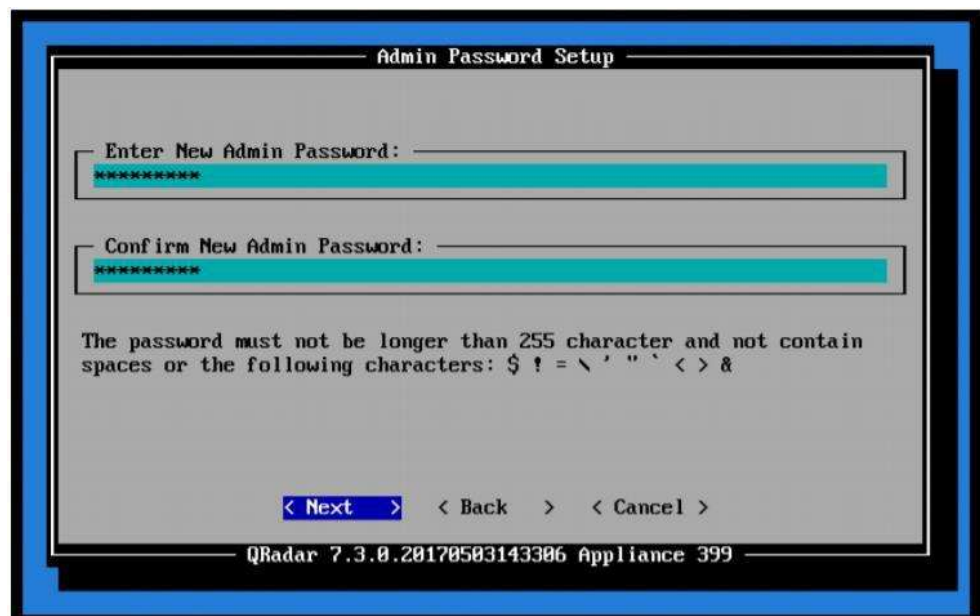 Admin Password Setup
Enter New Admin Password:
*********
Confirm New Admin Password:
*********
The password must not be longer than 255 character and not contain
spaces or the following characters: $ ! = \ ' " ` < > &
< Next > < Back > < Cancel >
QRadar 7.3.0.20170503143306 Appliance 399